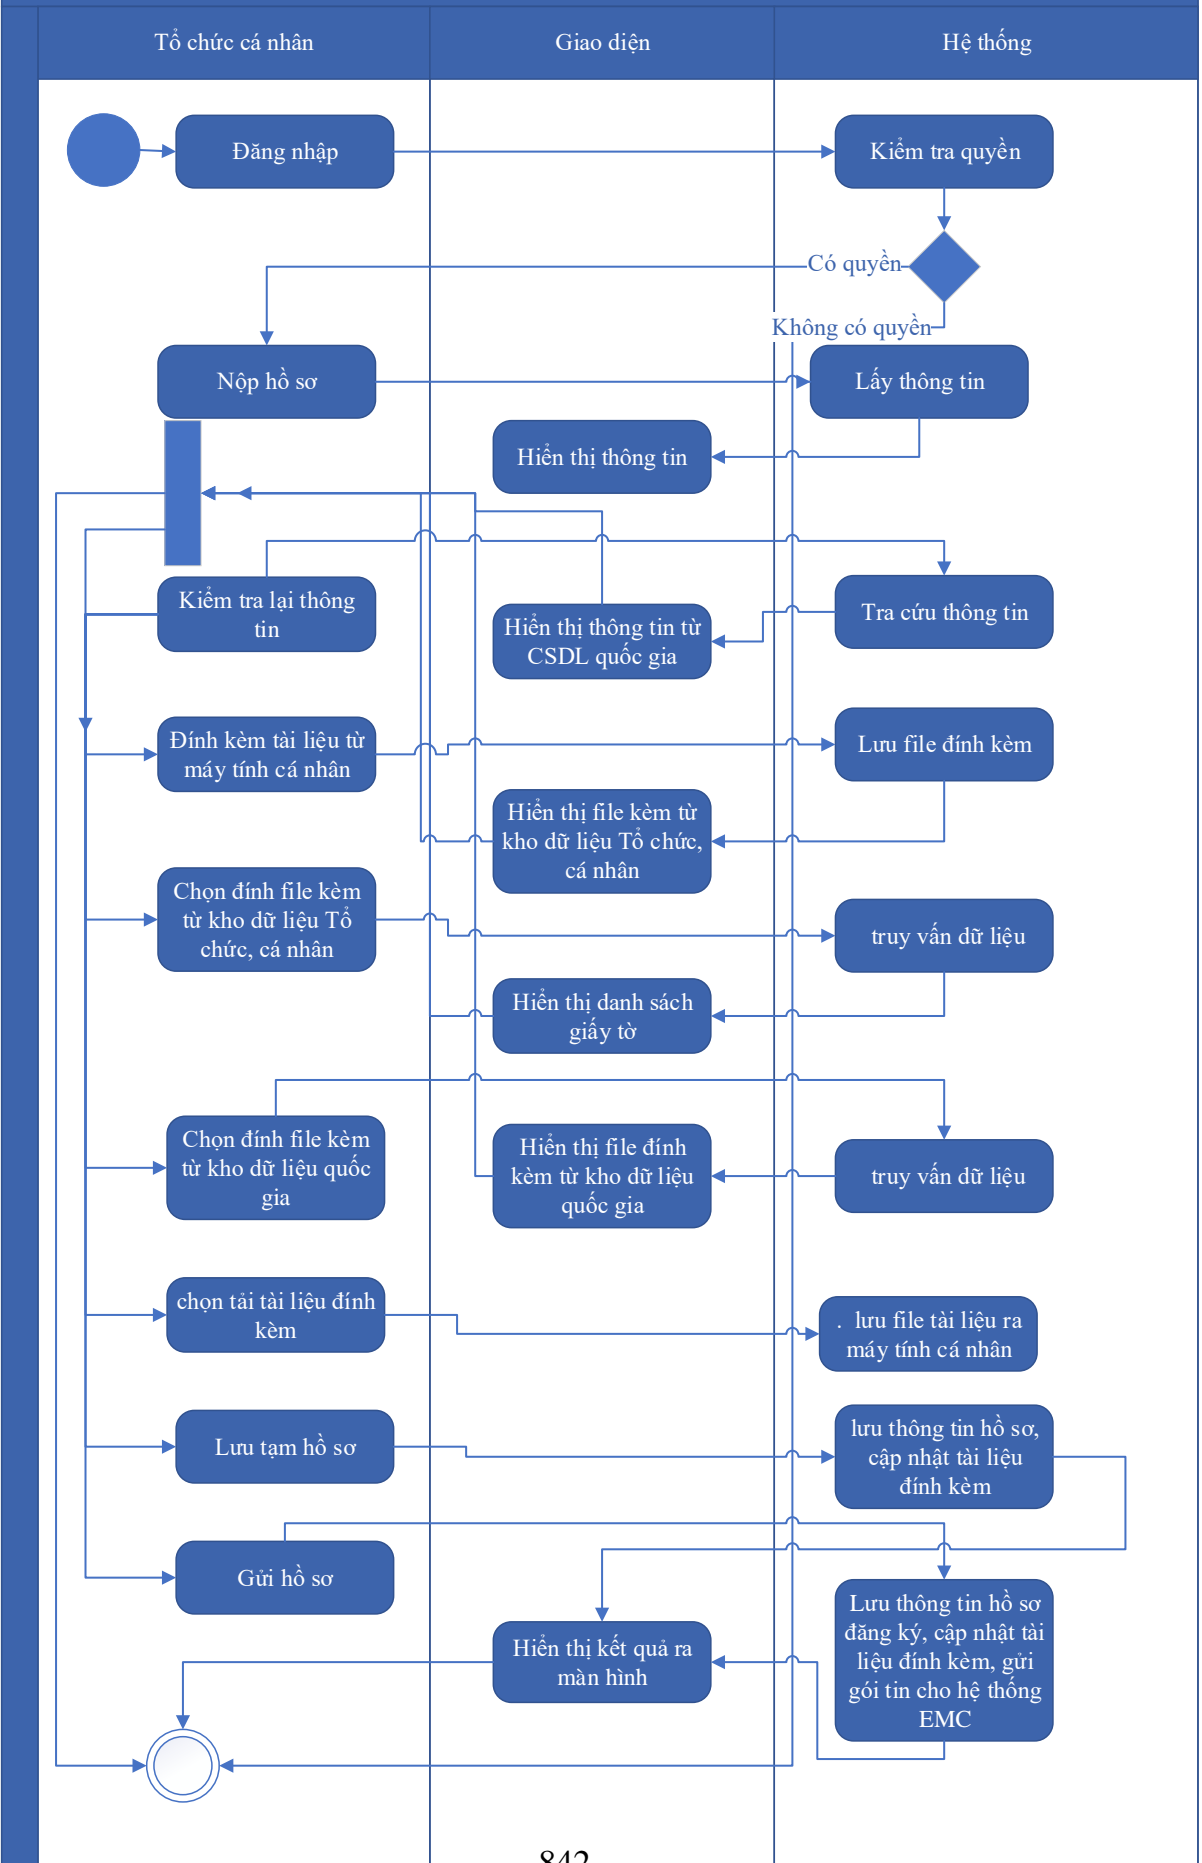 Tổ chức cá nhân
Giao diện
Hệ thống
Đăng nhập
Kiểm tra quyền
Có quyền
Không có quyền
Nộp hồ sơ
Lấy thông tin
Hiển thị thông tin
Kiểm tra lại thông
tin
Hiển thị thông tin từ
CSDL quốc gia
Tra cứu thông tin
Đính kèm tài liệu từ
máy tính cá nhân
Lưu file đính kèm
Hiển thị file kèm từ
kho dữ liệu Tổ chức,
cá nhân
Chọn đính file kèm
từ kho dữ liệu Tổ
chức, cá nhân
truy vấn dữ liệu
Hiển thị danh sách
giấy tờ
Chọn đính file kèm
từ kho dữ liệu quốc
gia
Hiển thị file đính
kèm từ kho dữ liệu
quốc gia
truy vấn dữ liệu
chọn tải tài liệu đính
kèm
. lưu file tài liệu ra
máy tính cá nhân
Lưu tạm hồ sơ
lưu thông tin hồ sơ,
cập nhật tài liệu
đính kèm
Gửi hồ sơ
Lưu thông tin hồ sơ
đăng ký, cập nhật tài
liệu đính kèm, gửi
gói tin cho hệ thống
EMC
Hiển thị kết quả ra
màn hình
842